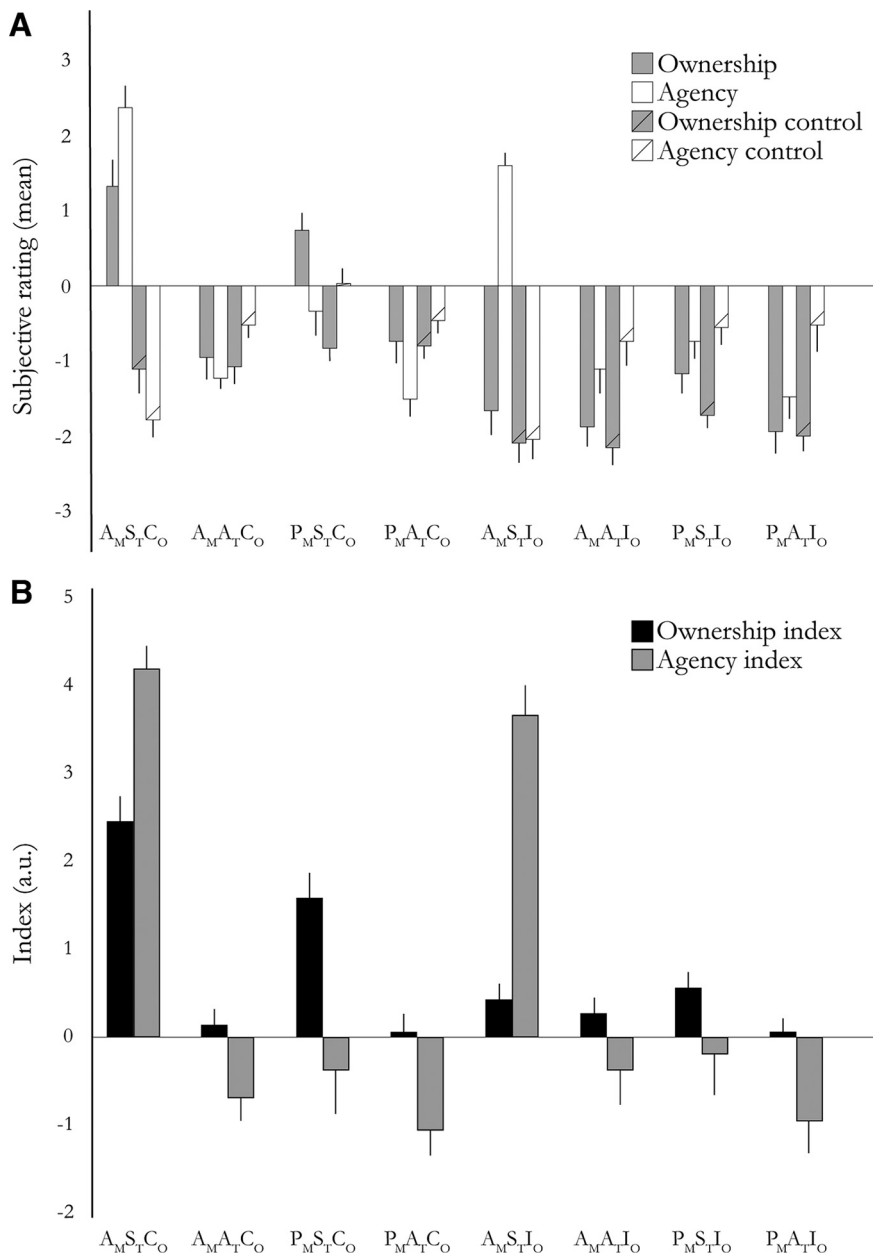 A
3
2
1
0
-1
-2
-3
Subjective rating (mean)
Ownership
Agency
Ownership control
Agency control
AMSTCO AMATCO PMSTCO PMATCO AMSTIO AMATIO PMSTIO PMATIO
B
5
4
3
2
1
0
-1
-2
Index (a.u.)
Ownership index
Agency index
AMSTCO AMATCO PMSTCO PMATCO AMSTIO AMATIO PMSTIO PMATIO